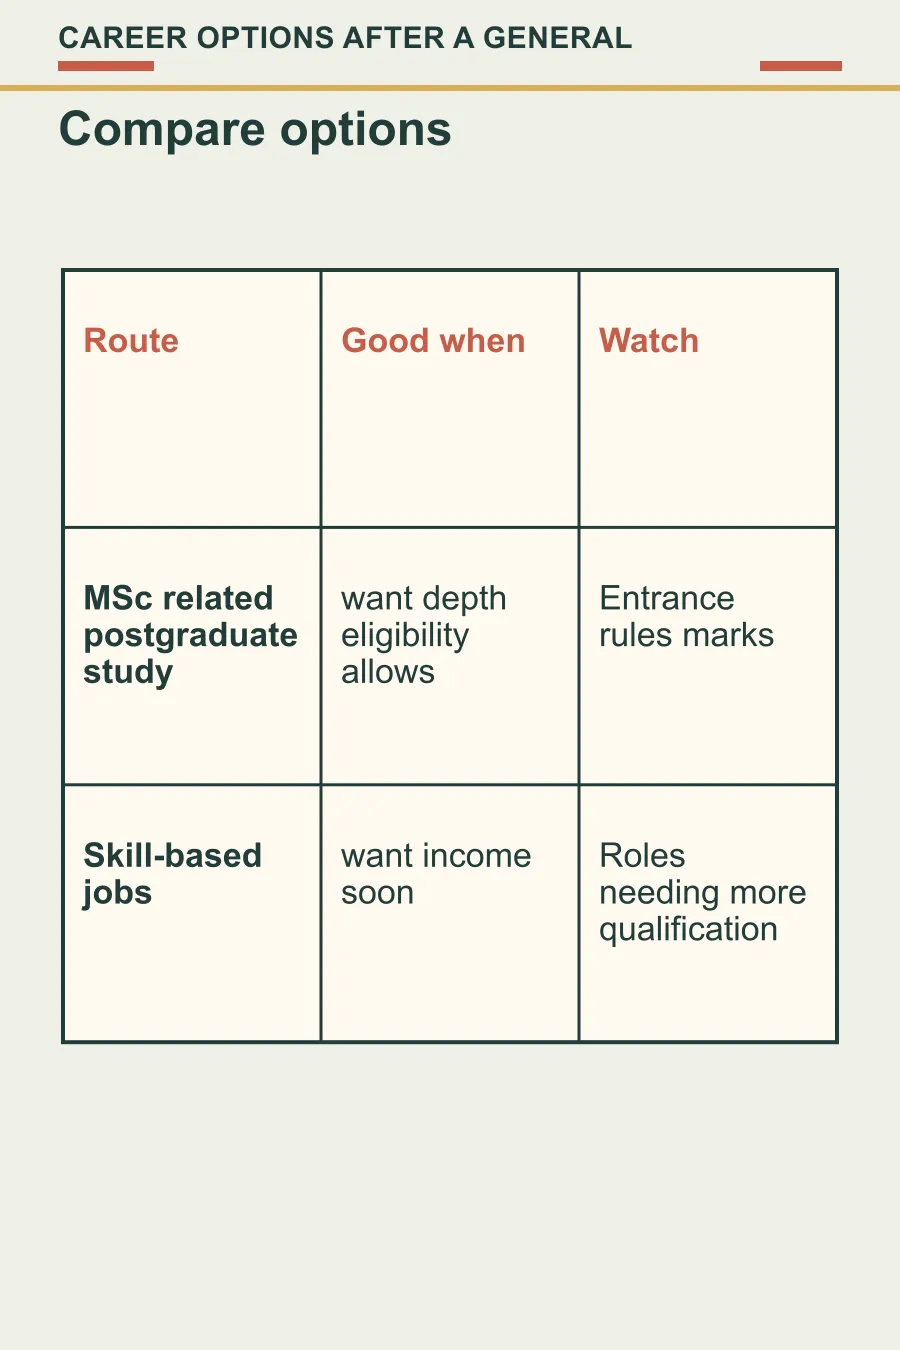 CAREER OPTIONS AFTER A GENERAL
Compare options
Route
Good when
Watch
MSc related
postgraduate
study
want depth
eligibility
allows
Entrance
rules marks
Skill-based
jobs
want income
soon
Roles
needing more
qualification